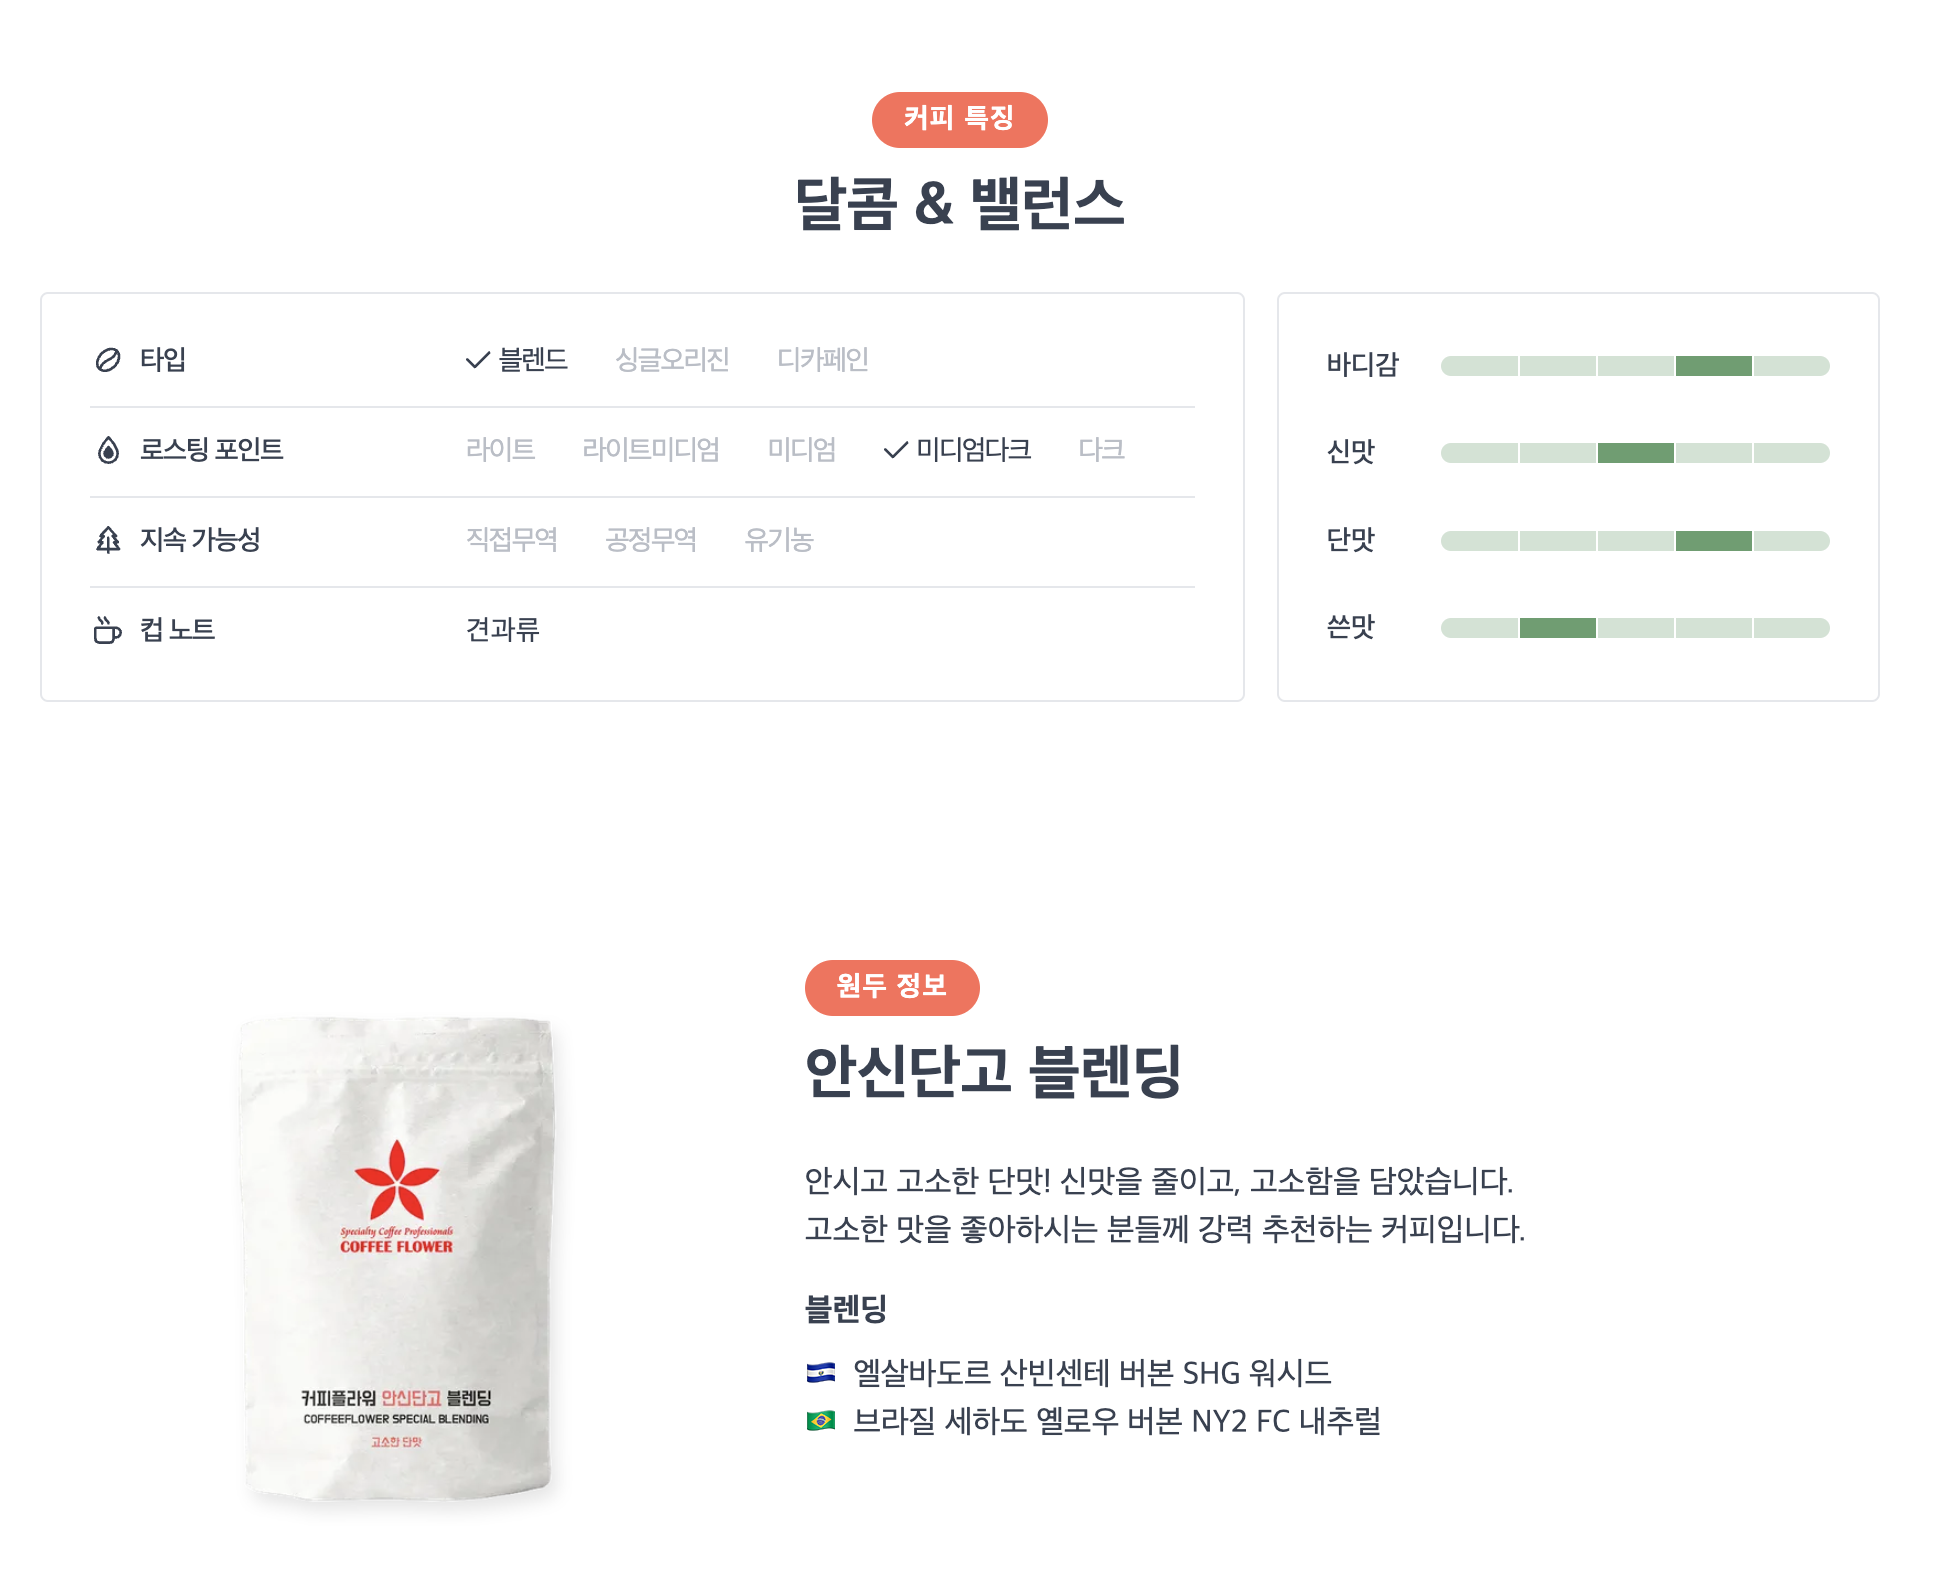 커피 특징
달콤 & 밸런스
타입 블렌드 싱글오리진 디카페인
로스팅 포인트 라이트 라이트미디엄 미디엄 미디엄다크 다크
지속 가능성 직접무역 공정무역 유기농
컵 노트 견과류
바디감
신맛
단맛
쓴맛
Specialty Coffee Professionals
COFFEE FLOWER
커피플라워 안신단고 블렌딩
COFFEEFLOWER SPECIAL BLENDING
고소한 단맛
원두 정보
안신단고 블렌딩
안시고 고소한 단맛! 신맛을 줄이고, 고소함을 담았습니다.
고소한 맛을 좋아하시는 분들께 강력 추천하는 커피입니다.
블렌딩
엘살바도르 산빈센테 버본 SHG 워시드
브라질 세하도 옐로우 버본 NY2 FC 내추럴